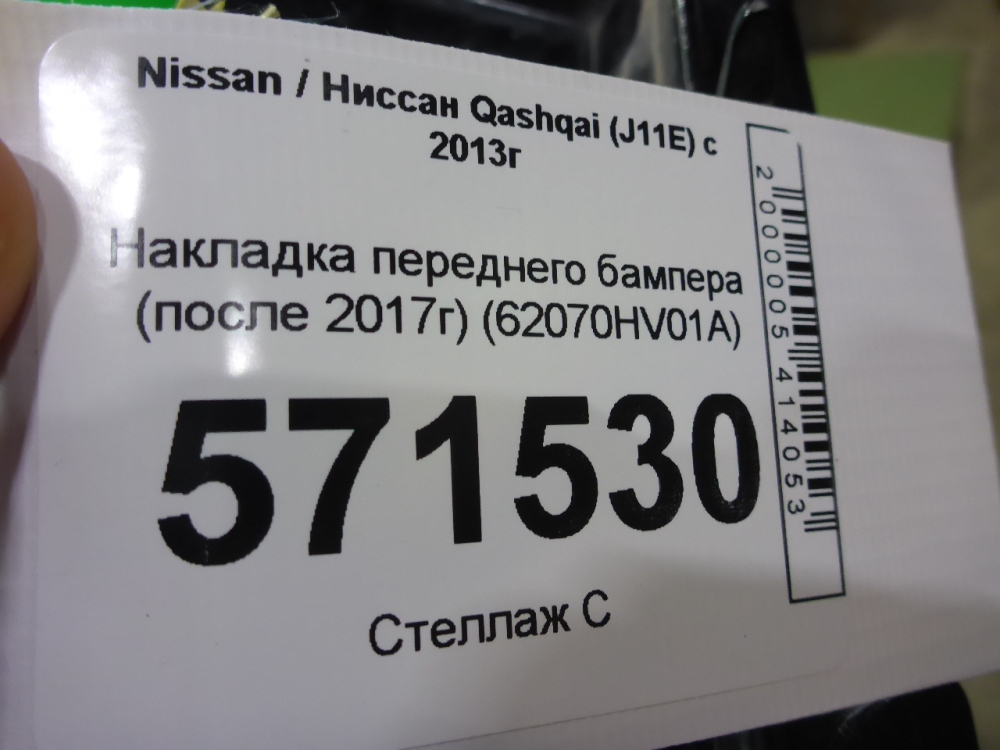 Nissan / Ниссан Qashqai (J11E) с
2013г
Накладка переднего бампера
(после 2017г) (62070HV01A)
571530
Стеллаж С
2000005414053